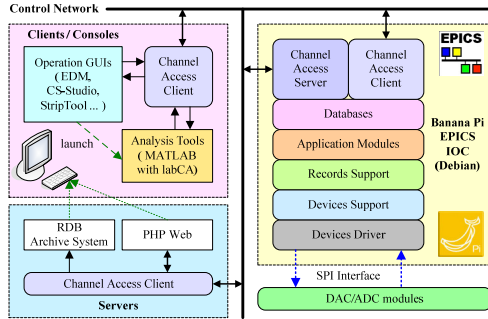 Control Network
Clients / Consoles
Operation GUIs
( EDM,
CS-Studio,
StripTool ... )
Channel
Access
Client
launch
Analysis Tools
( MATLAB
with labCA)
RDB
Archive System
PHP Web
Channel Access Client
Servers
Channel
Access
Server
Channel
Access
Client
Databases
Application Modules
Records Support
Devices Support
Devices Driver
SPI Interface
DAC/ADC modules
EPICS
Banana Pi
EPICS
IOC
(Debian)
Pi